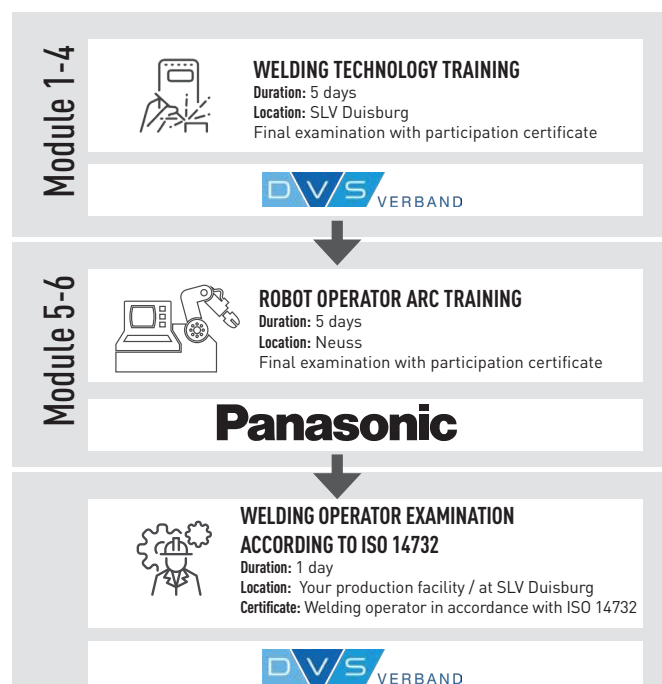 Module 1-4
WELDING TECHNOLOGY TRAINING
Duration: 5 days
Location: SLV Duisburg
Final examination with participation certificate
DVS VERBAND
Module 5-6
ROBOT OPERATOR ARC TRAINING
Duration: 5 days
Location: Neuss
Final examination with participation certificate
Panasonic
WELDING OPERATOR EXAMINATION
ACCORDING TO ISO 14732
Duration: 1 day
Location: Your production facility / at SLV Duisburg
Certificate: Welding operator in accordance with ISO 14732
DVS VERBAND